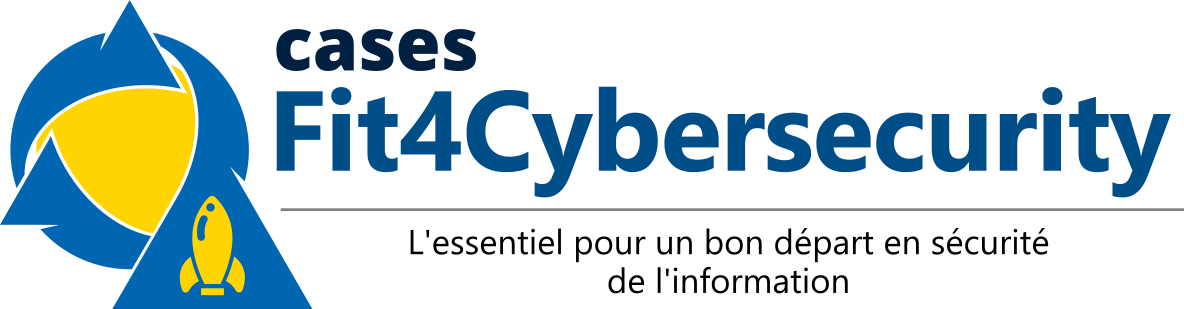 cases
Fit4Cybersecurity
L'essentiel pour un bon départ en sécurité
de l'information